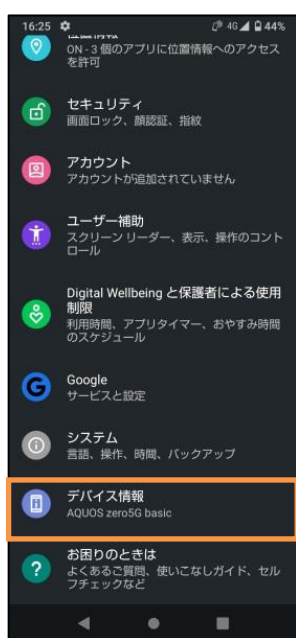 16:25 4G 44%
位置情報
ON - 3 個のアプリに位置情報へのアクセス
を許可
セキュリティ
画面ロック、顔認証、指紋
アカウント
アカウントが追加されていません
ユーザー補助
スクリーン リーダー、表示、操作のコント
ロール
Digital Wellbeing と保護者による使用
制限
利用時間、アプリタイマー、おやすみ時間
のスケジュール
G Google
サービスと設定
システム
言語、操作、時間、バックアップ
デバイス情報
AQUOS zero5G basic
? お困りのときは
よくあるご質問、使いこなしガイド、セル
フチェックなど